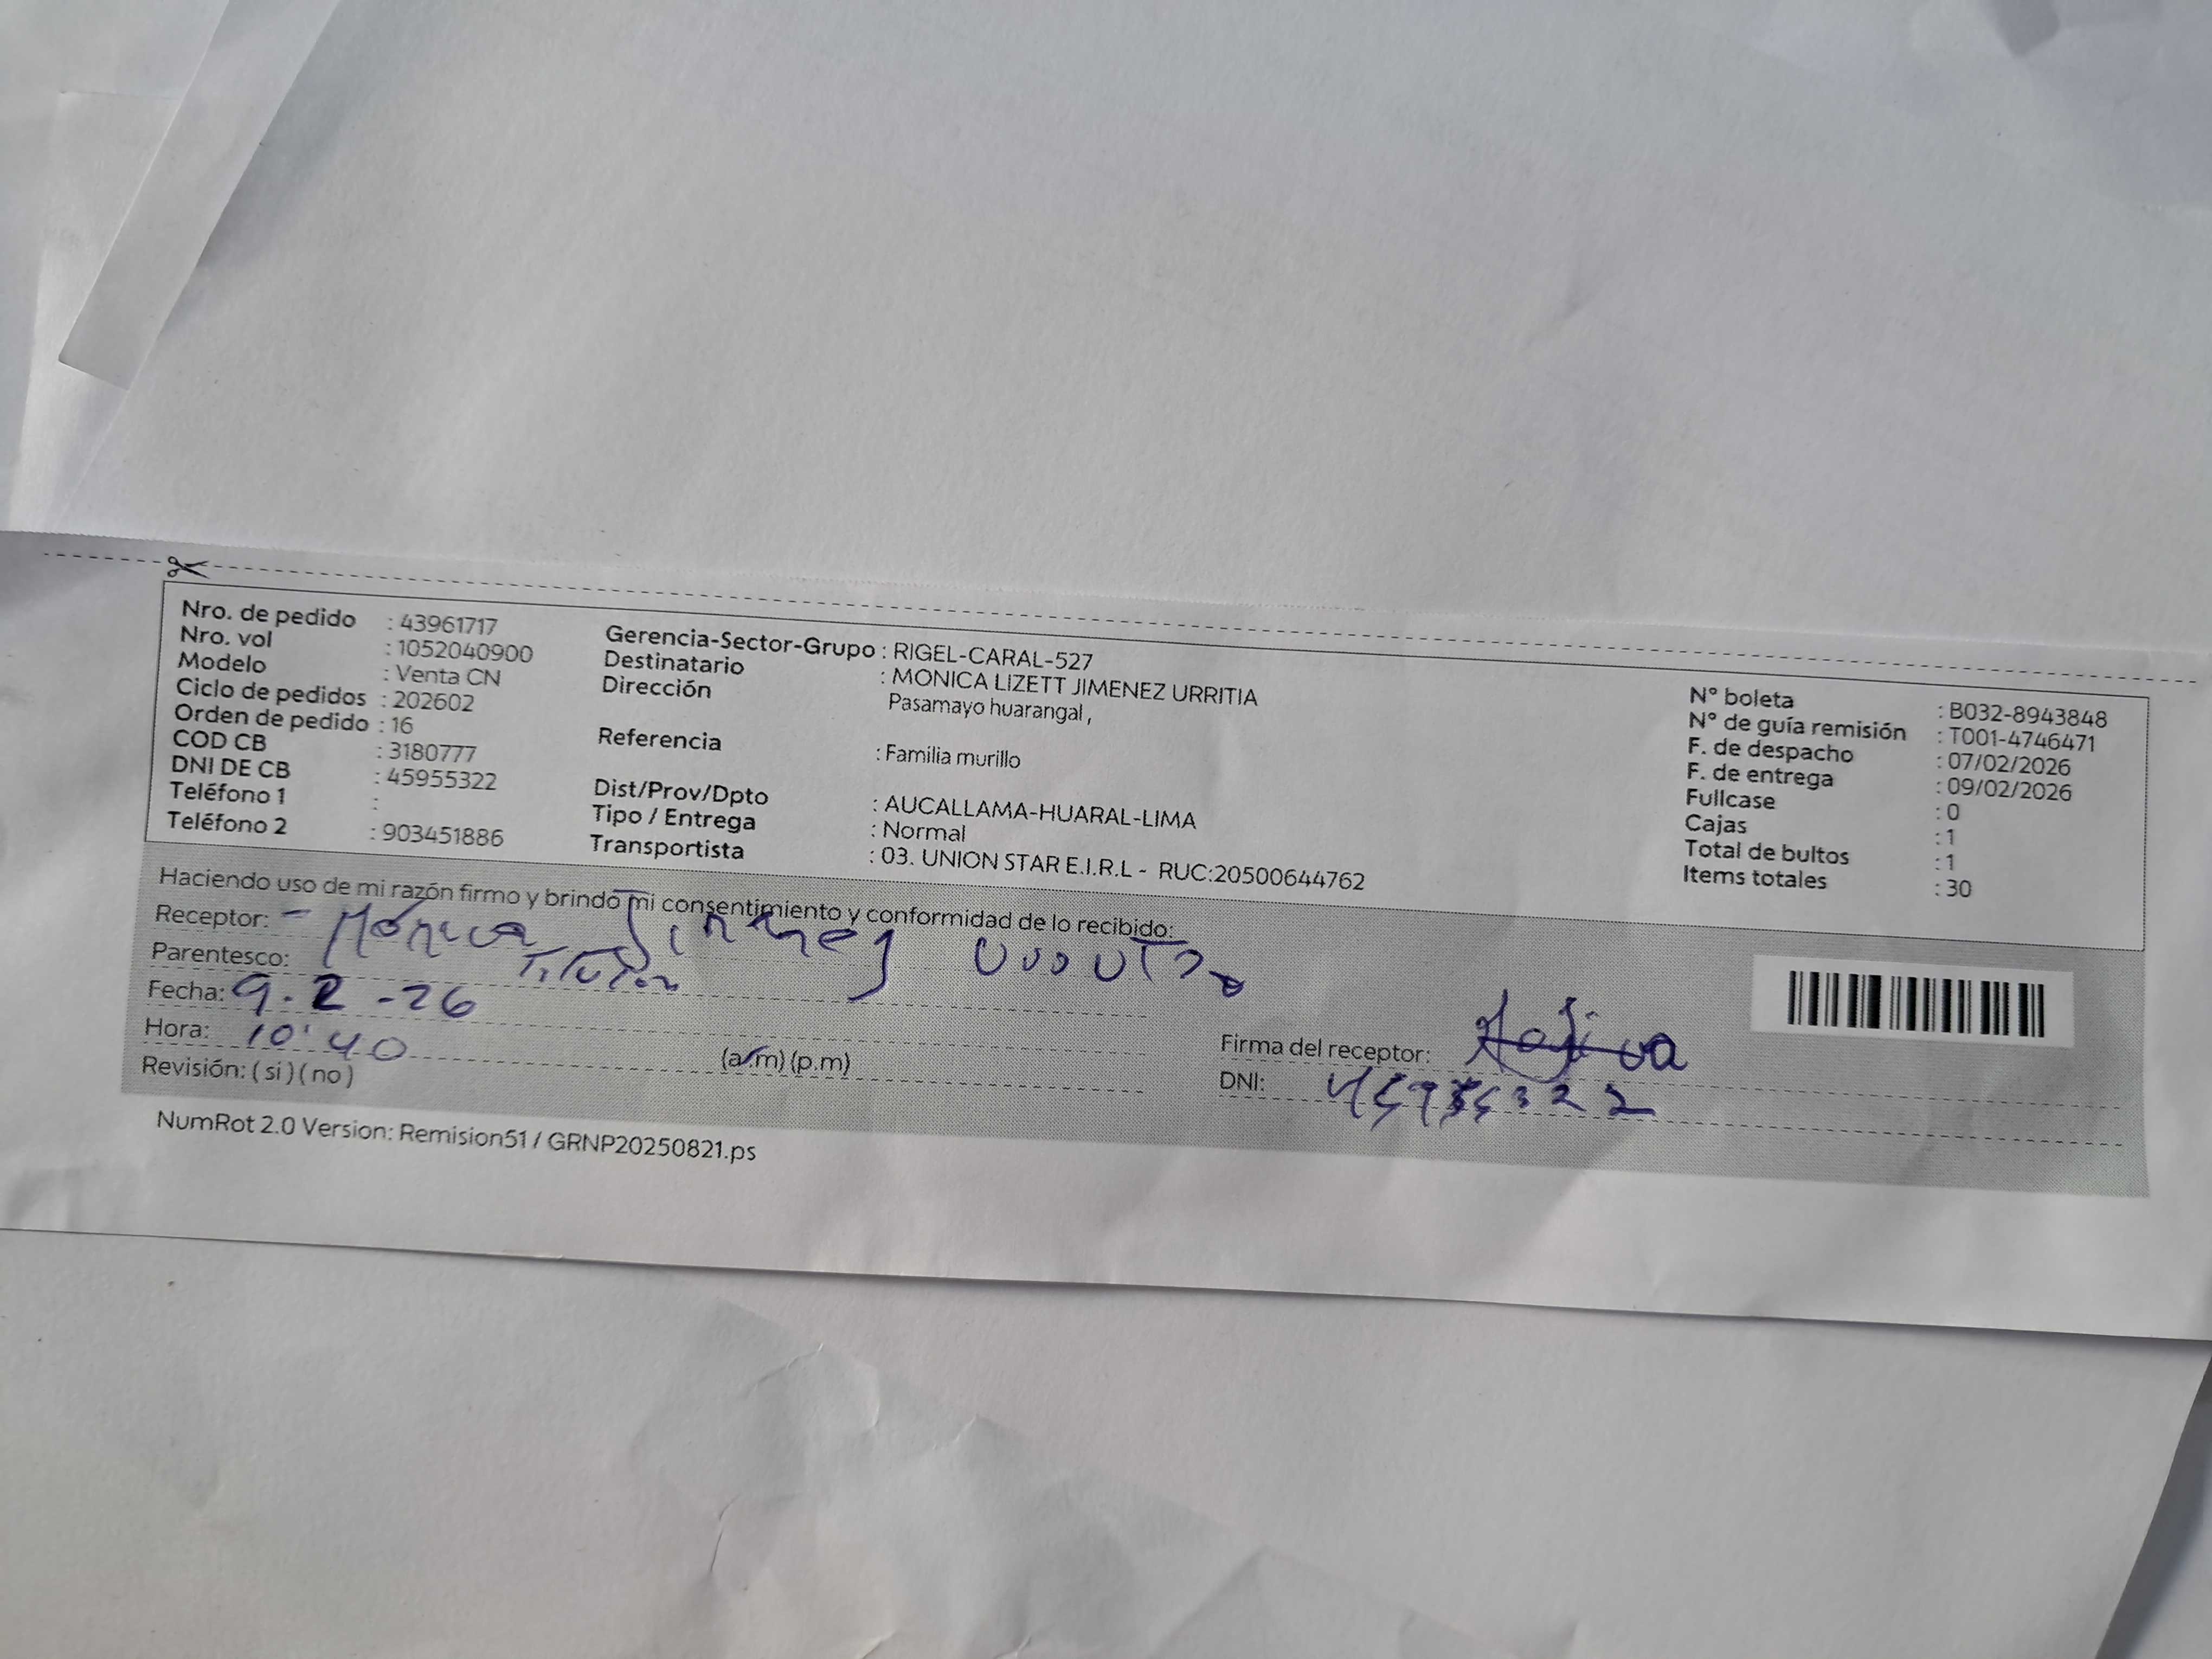 Nro. de pedido : 43961717
Nro. vol : 1052040900
Modelo : Venta CN
Ciclo de pedidos : 202602
Orden de pedido : 16
COD CB : 3180777
DNI DE CB : 45955322
Teléfono 1 :
Teléfono 2 : 903451886
Gerencia-Sector-Grupo : RIGEL-CARAL-527
Destinatario : MONICA LIZETT JIMENEZ URRITIA
Dirección Pasamayo huarangal,
Referencia : Familia murillo
Dist/Prov/Dpto : AUCALLAMA-HUARAL-LIMA
Tipo / Entrega : Normal
Transportista : 03. UNION STAR E.I.R.L - RUC:20500644762
N° boleta : B032-8943848
N° de guía remisión : T001-4746471
F. de despacho : 07/02/2026
F. de entrega : 09/02/2026
Fullcase : 0
Cajas : 1
Total de bultos : 1
Items totales : 30
Haciendo uso de mi razón firmo y brindo mi consentimiento y conformidad de lo recibido:
Receptor: - Mónica Jimenez
Parentesco: Titular
Fecha: 9.2-26
Hora: 10:40 (a.m) (p.m)
Revisión: ( si ) ( no )
Firma del receptor:
DNI:
NumRot 2.0 Version: Remision51 / GRNP20250821.ps